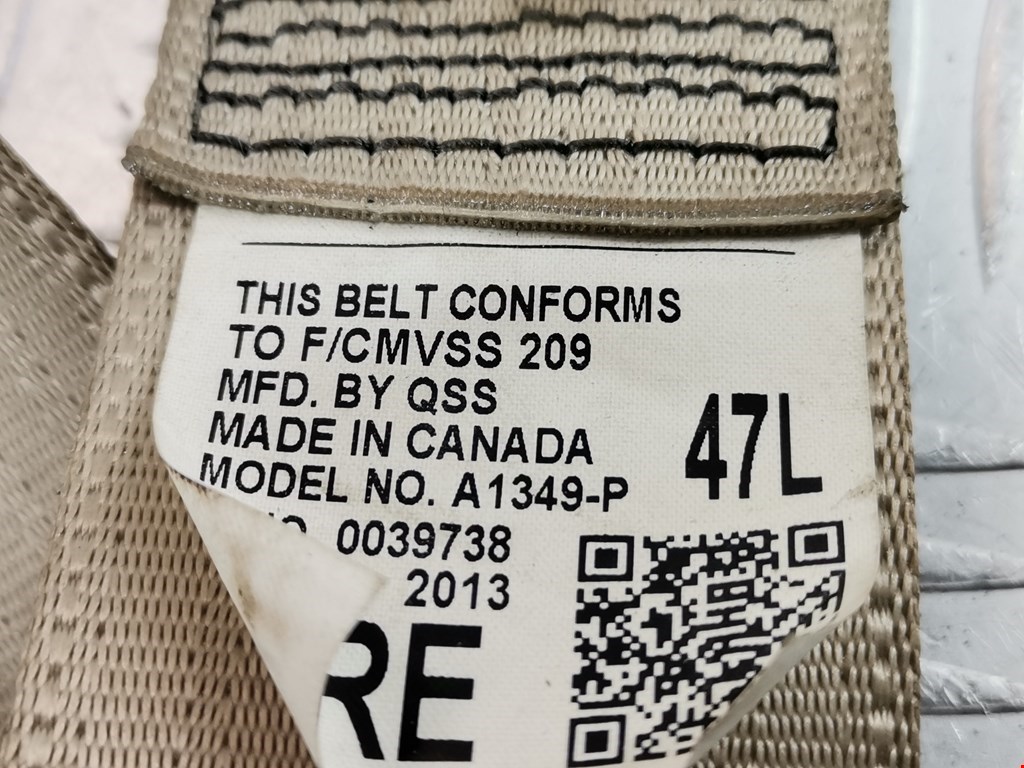 THIS BELT CONFORMS
TO F/CMVSS 209
MFD. BY QSS
MADE IN CANADA
MODEL NO. A1349-P
47L
0039738
2013
RE